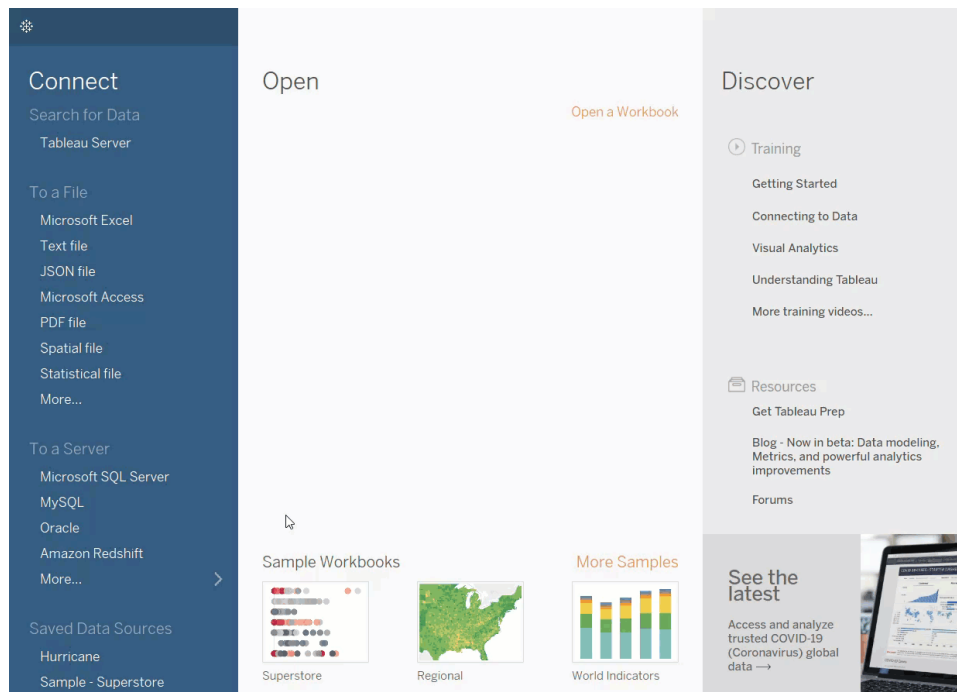 Connect
Search for Data
Tableau Server
To a File
Microsoft Excel
Text file
JSON file
Microsoft Access
PDF file
Spatial file
Statistical file
More...
To a Server
Microsoft SQL Server
MySQL
Oracle
Amazon Redshift
More...
Saved Data Sources
Hurricane
Sample - Superstore
Open
Open a Workbook
Sample Workbooks
More Samples
Superstore
Regional
World Indicators
Discover
Training
Getting Started
Connecting to Data
Visual Analytics
Understanding Tableau
More training videos...
Resources
Get Tableau Prep
Blog - Now in beta: Data modeling,
Metrics, and powerful analytics
improvements
Forums
See the
latest
Access and analyze
trusted COVID-19
(Coronavirus) global
data →